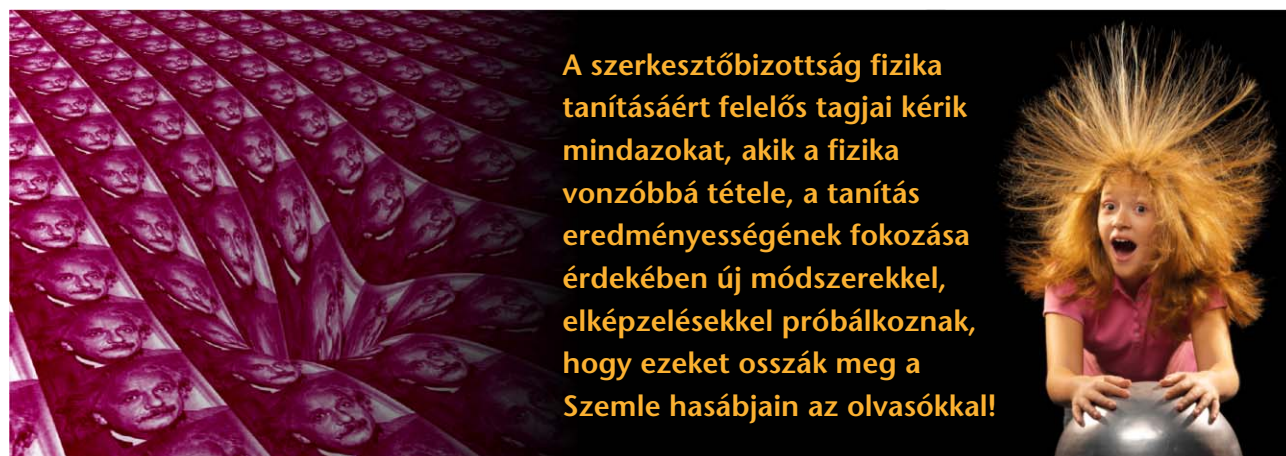 A szerkesztőbizottság fizika
tanításáért felelős tagjai kérik
mindazokat, akik a fizika
vonzóbbá tétele, a tanítás
eredményességének fokozása
érdekében új módszerekkel,
elképzelésekkel próbálkoznak,
hogy ezeket osszák meg a
Szemle hasábjain az olvasókkal!